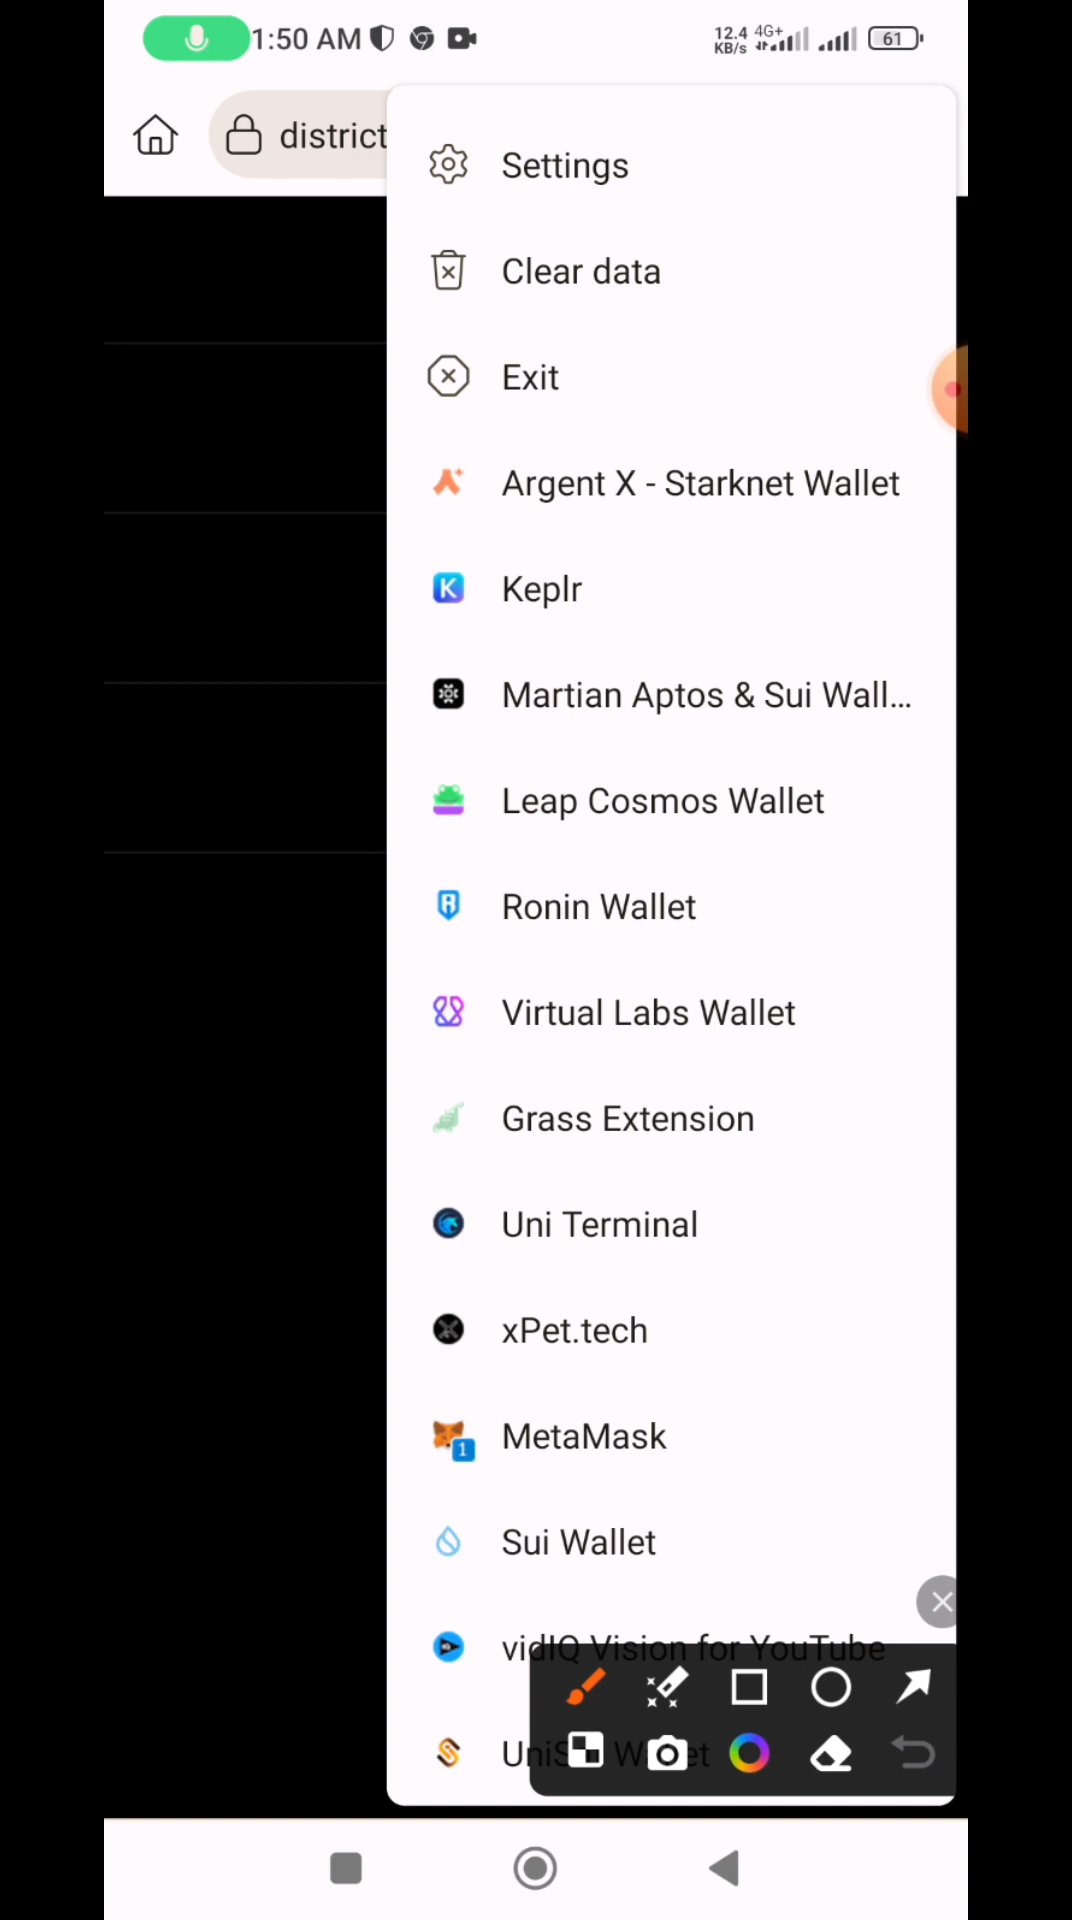 1:50 AM
12.4
KB/s
4G+
61
district
Settings
Clear data
Exit
Argent X - Starknet Wallet
K
Keplr
Martian Aptos & Sui Wall...
Leap Cosmos Wallet
Ronin Wallet
Virtual Labs Wallet
Grass Extension
Uni Terminal
xPet.tech
1
MetaMask
Sui Wallet
vidIQ Vision for YouTube